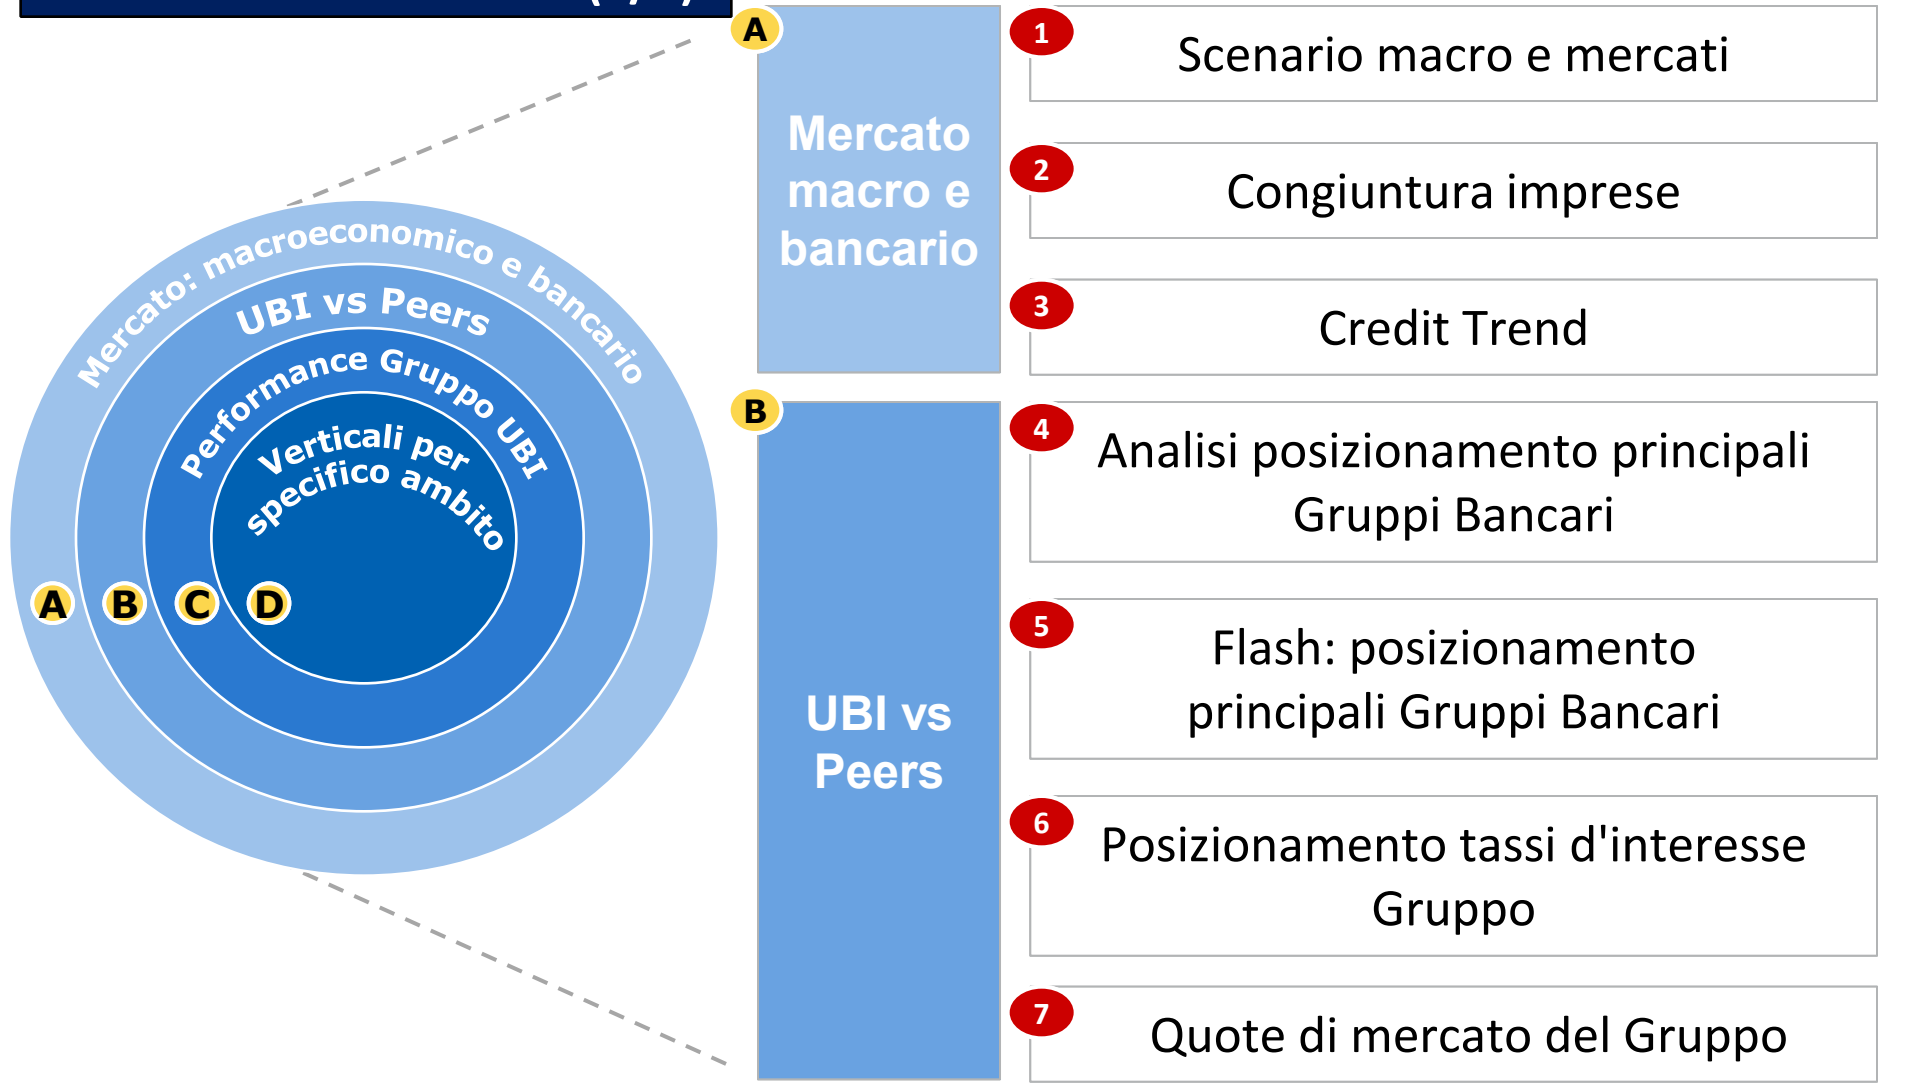 A
Mercato
macro e
bancario
1
Scenario macro e mercati
2
Congiuntura imprese
3
Credit Trend
Mercato: macroeconomico e bancario
UBI vs Peers
Performance Gruppo UBI
Verticali per
specifico ambito
A B C D
B
UBI vs
Peers
4
Analisi posizionamento principali
Gruppi Bancari
5
Flash: posizionamento
principali Gruppi Bancari
6
Posizionamento tassi d'interesse
Gruppo
7
Quote di mercato del Gruppo